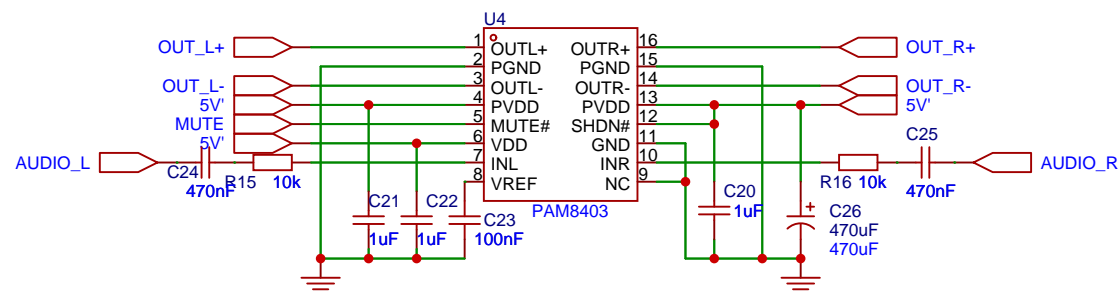 U4
OUT_L+ 1 OUTL+ OUTR+ 16 OUT_R+
2 PGND PGND 15
OUT_L- 3 OUTL- OUTR- 14 OUT_R-
5V' 4 PVDD PVDD 13 5V'
MUTE 5 MUTE# SHDN# 12
5V' 6 VDD GND 11 C25
AUDIO_L C24 7 INL INR 10 AUDIO_R
470nF R15 10k 8 VREF NC 9 R16 10k 470nF
C21 C22 C23 PAM8403 C20 C26
1uF 1uF 100nF 1uF 470uF
470uF